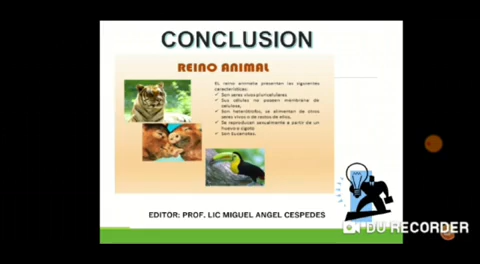 CONCLUSION
REINO ANIMAL
EL reino animalia presentan las siguientes
características:
Son seres vivos pluricelulares
Sus células no poseen membrana de
celulosa.
Son heterótrofos, se alimentan de otros
seres vivos o de restos de ellos.
Se reproducen sexualmente a partir de un
huevo o cigoto
Son Eucariotas.
EDITOR: PROF. LIC MIGUEL ANGEL CESPEDES
DU RECORDER